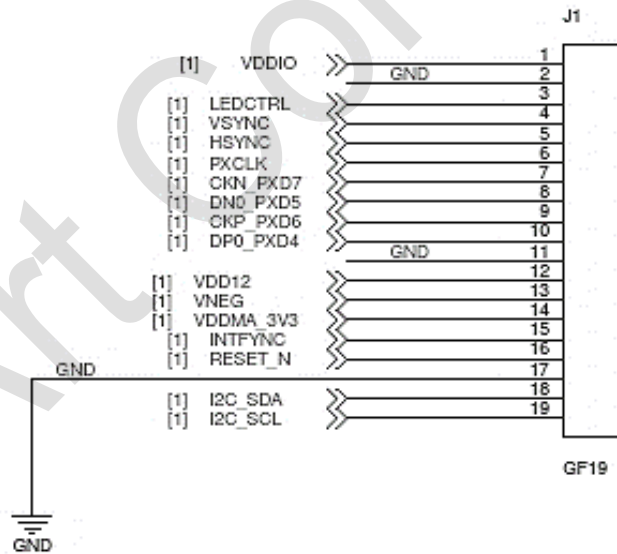 J1
[1] VDDIO 1
GND 2
[1] LEDCTRL 3
[1] VSYNC 4
[1] HSYNC 5
[1] PXCLK 6
[1] CKN_PXD7 7
[1] DN0_PXD5 8
[1] CKP_PXD6 9
[1] DP0_PXD4 10
GND 11
[1] VDD12 12
[1] VNEG 13
[1] VDDMA_3V3 14
[1] INTFYNC 15
[1] RESET_N 16
GND 17
[1] I2C_SDA 18
[1] I2C_SCL 19
GF19
GND